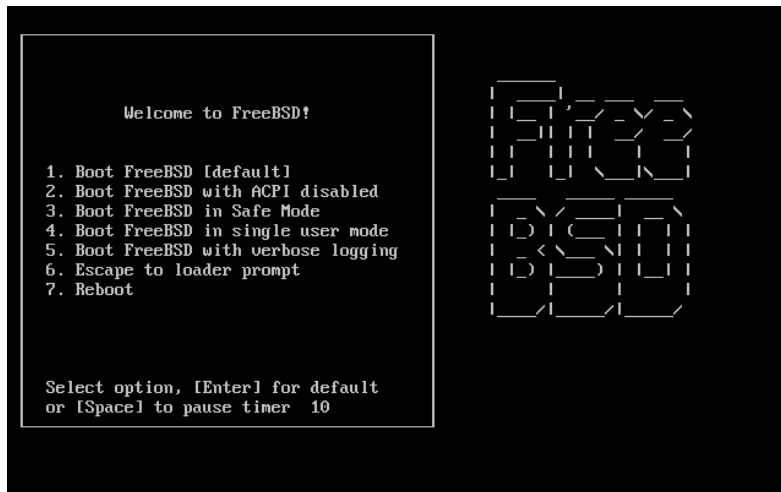 Welcome to FreeBSD!
1. Boot FreeBSD [default]
2. Boot FreeBSD with ACPI disabled
3. Boot FreeBSD in Safe Mode
4. Boot FreeBSD in single user mode
5. Boot FreeBSD with verbose logging
6. Escape to loader prompt
7. Reboot
Select option, [Enter] for default
or [Space] to pause timer  10
Free
BSD